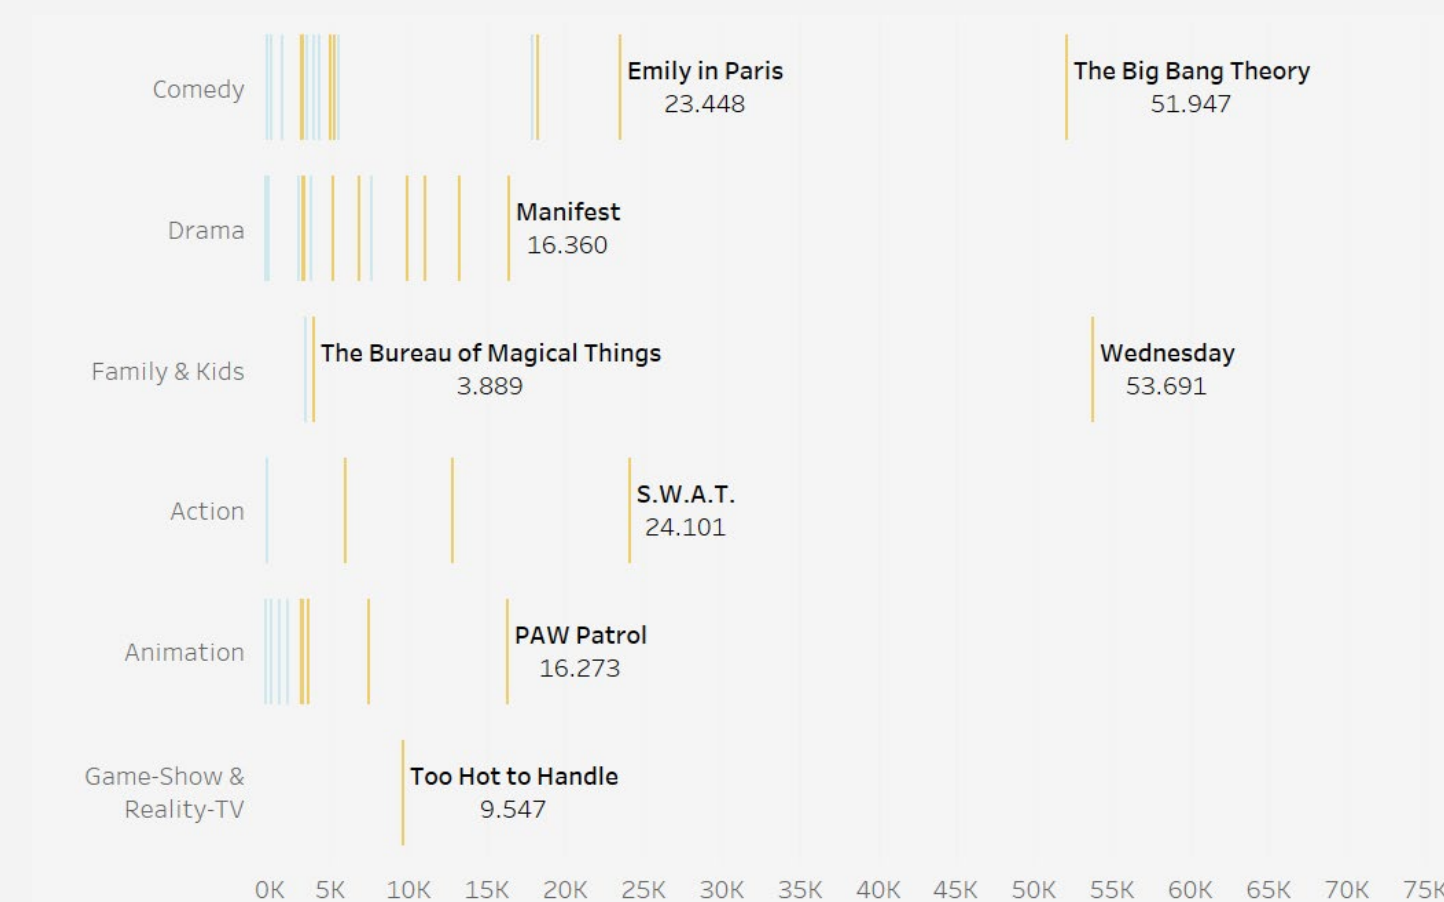 Comedy
Emily in Paris
23.448
The Big Bang Theory
51.947
Drama
Manifest
16.360
Family & Kids
The Bureau of Magical Things
3.889
Wednesday
53.691
Action
S.W.A.T.
24.101
Animation
PAW Patrol
16.273
Game-Show &
Reality-TV
Too Hot to Handle
9.547
0K 5K 10K 15K 20K 25K 30K 35K 40K 45K 50K 55K 60K 65K 70K 75K